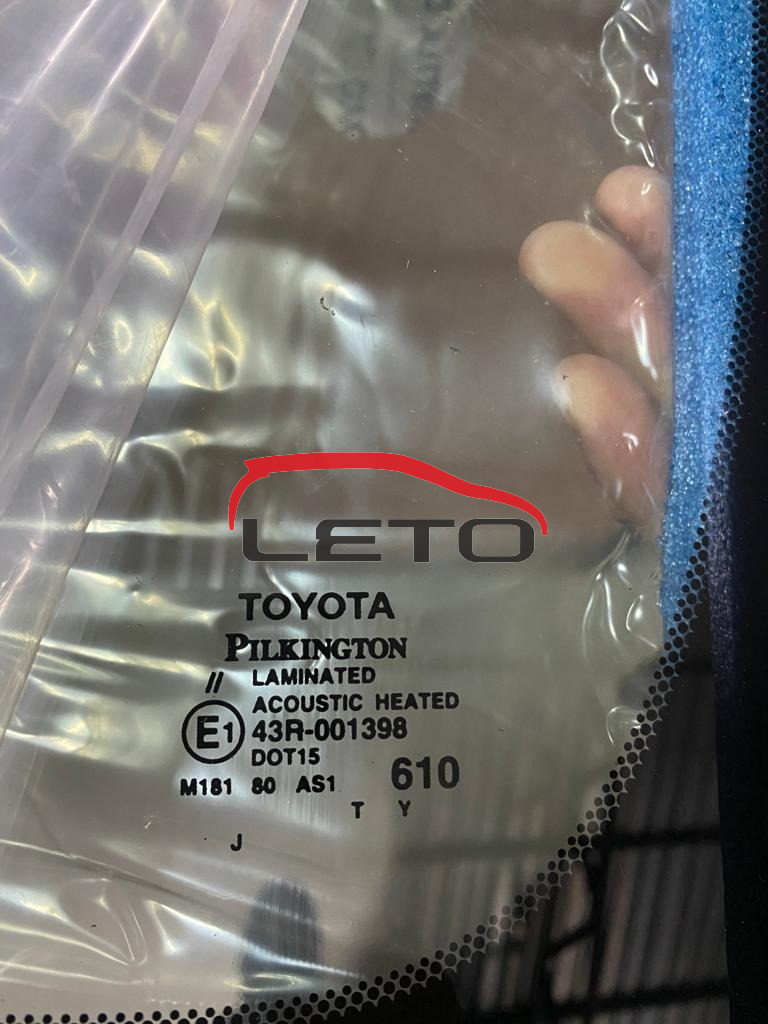 LETO
TOYOTA
PILKINGTON
// LAMINATED
ACOUSTIC HEATED
E1 43R-001398
DOT15
M181 80 AS1 610
T Y
J